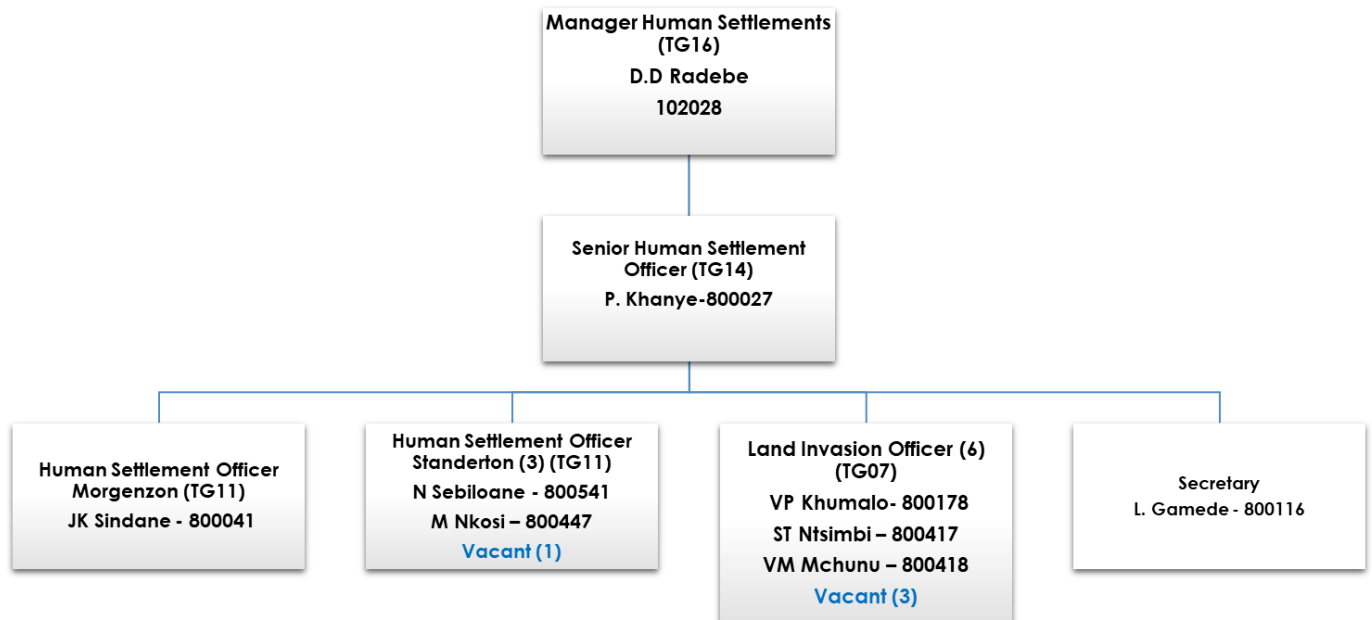 Manager Human Settlements
(TG16)
D.D Radebe
102028
Senior Human Settlement
Officer (TG14)
P. Khanye-800027
Human Settlement Officer
Morgenzon (TG11)
JK Sindane - 800041
Human Settlement Officer
Standerton (3) (TG11)
N Sebiloane - 800541
M Nkosi – 800447
Vacant (1)
Land Invasion Officer (6)
(TG07)
VP Khumalo- 800178
ST Ntsimbi – 800417
VM Mchunu – 800418
Vacant (3)
Secretary
L. Gamede - 800116